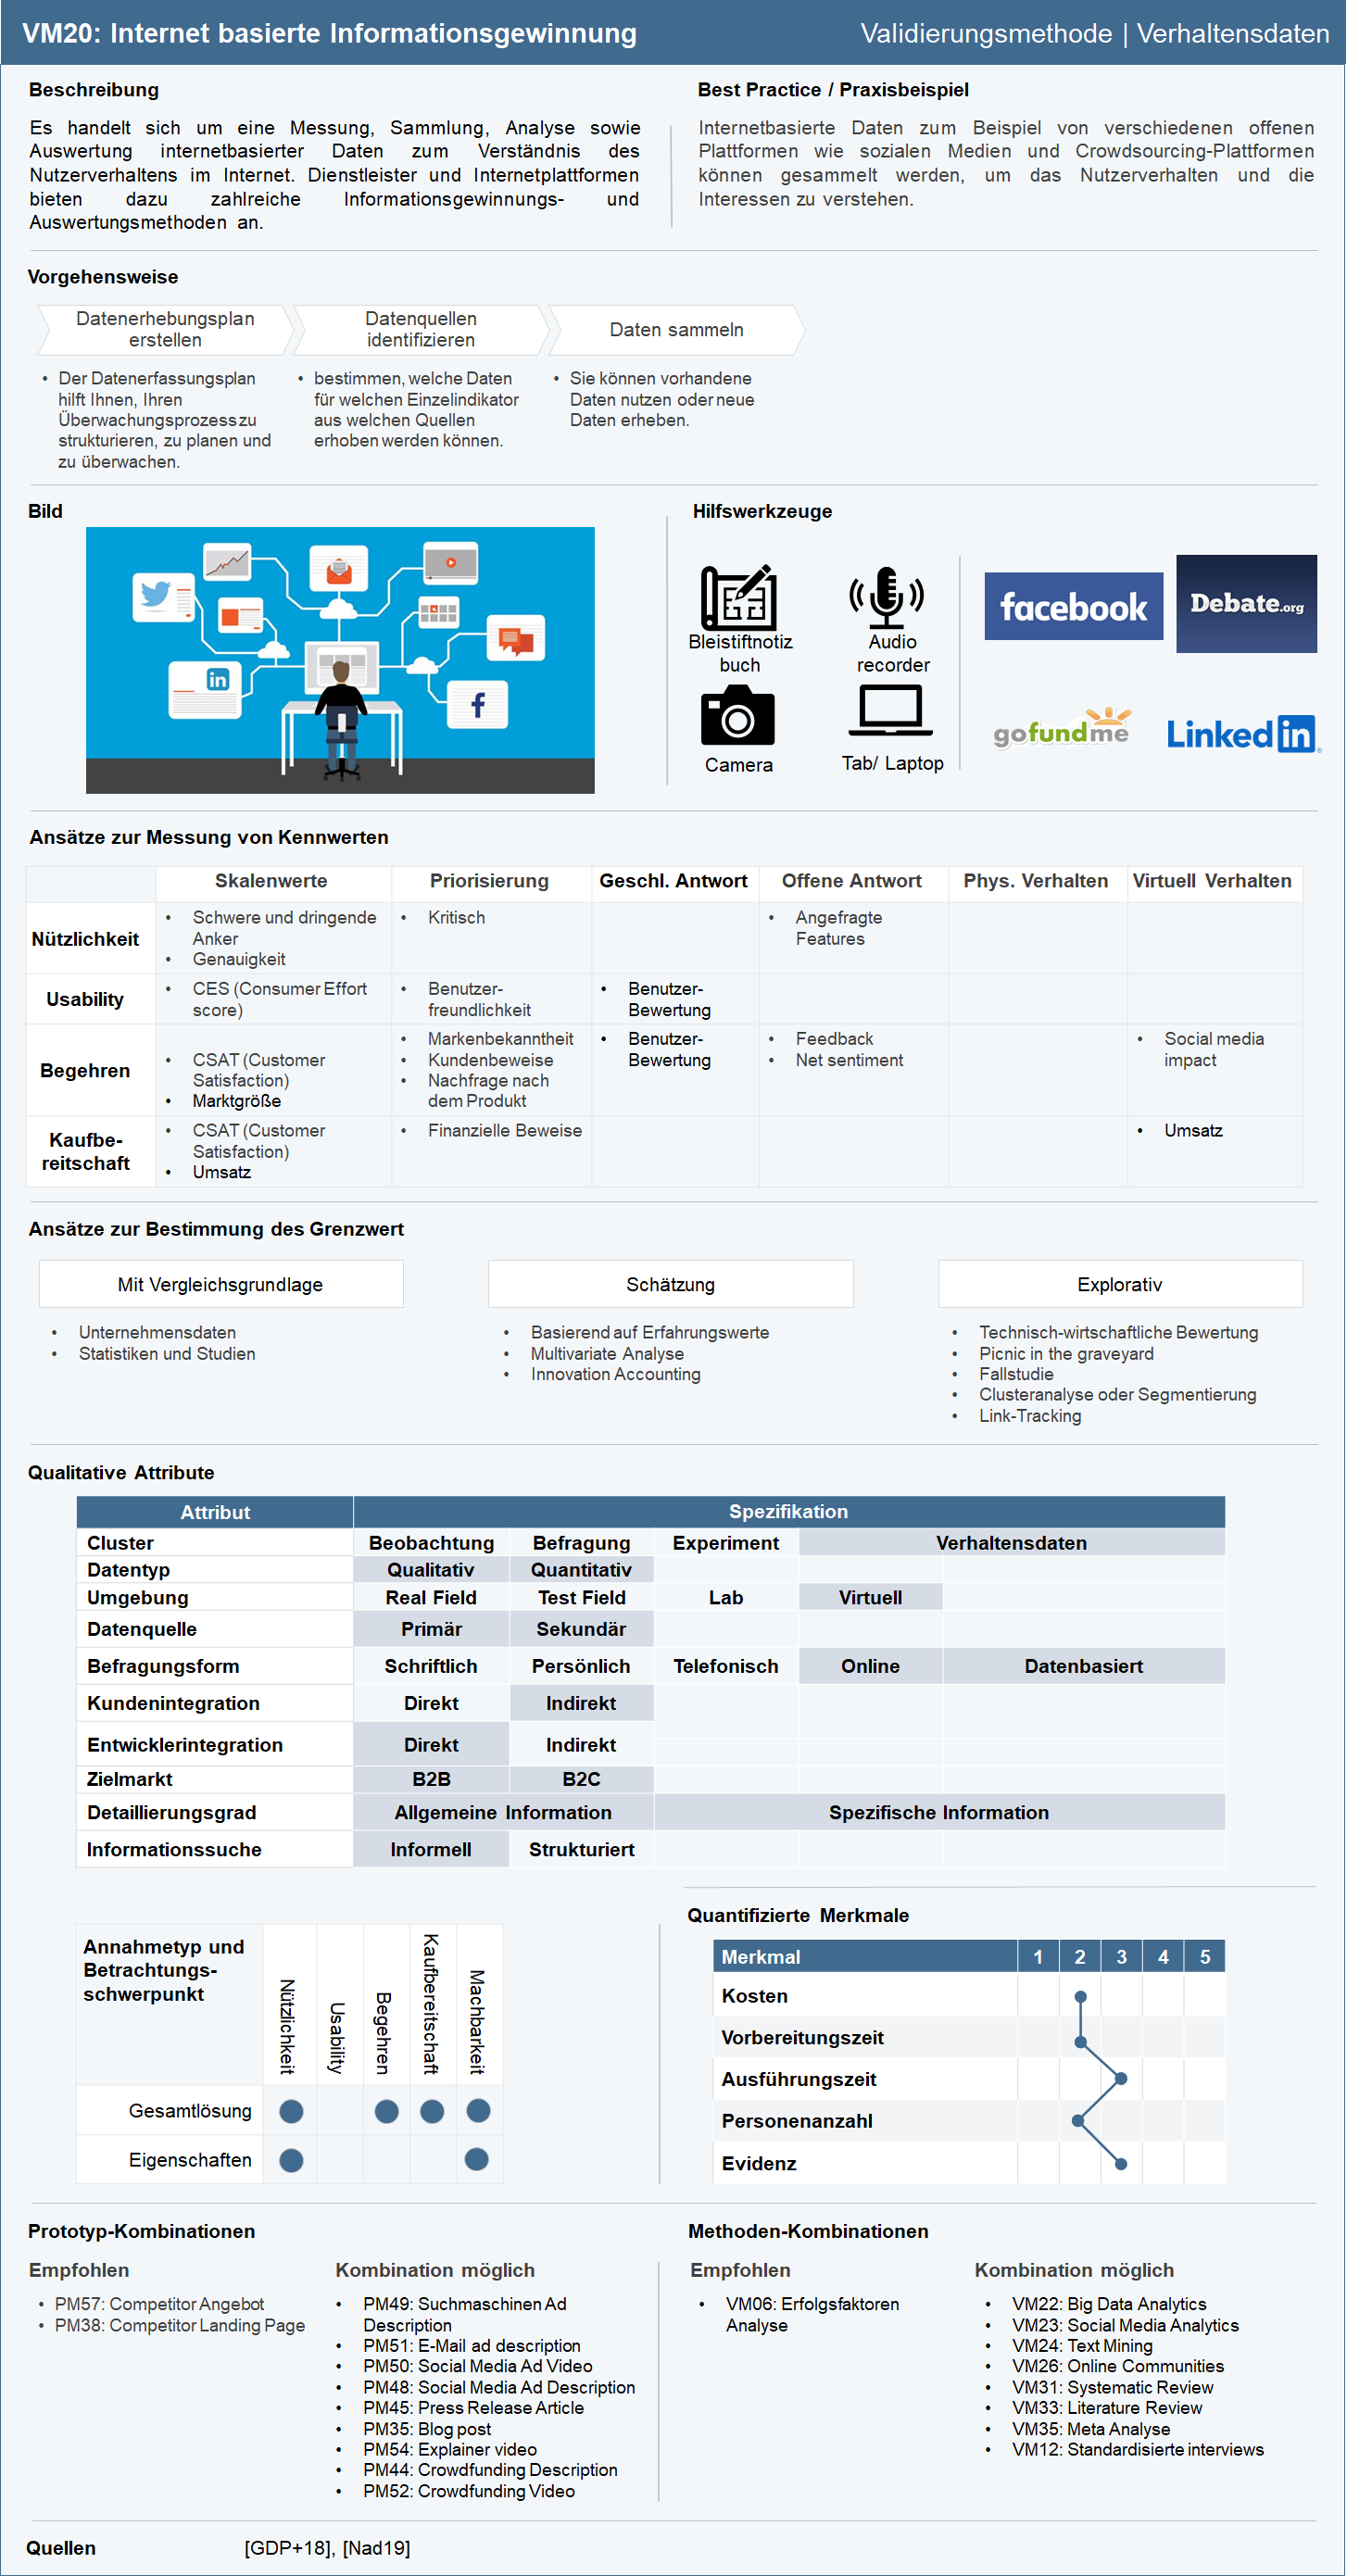 VM20: Internet basierte Informationsgewinnung
Validierungsmethode | Verhaltensdaten
Beschreibung
Es handelt sich um eine Messung, Sammlung, Analyse sowie
Auswertung internetbasierter Daten zum Verständnis des
Nutzerverhaltens im Internet. Dienstleister und Internetplattformen
bieten dazu zahlreiche Informationsgewinnungs- und
Auswertungsmethoden an.
Best Practice / Praxisbeispiel
Internetbasierte Daten zum Beispiel von verschiedenen offenen
Plattformen wie sozialen Medien und Crowdsourcing-Plattformen
können gesammelt werden, um das Nutzerverhalten und die
Interessen zu verstehen.
Vorgehensweise
Datenerhebungsplan
erstellen
Datenquellen
identifizieren
Daten sammeln
• Der Datenerfassungsplan
hilft Ihnen, Ihren
Überwachungsprozess zu
strukturieren, zu planen und
zu überwachen.
• bestimmen, welche Daten
für welchen Einzelindikator
aus welchen Quellen
erhoben werden können.
• Sie können vorhandene
Daten nutzen oder neue
Daten erheben.
Bild
in
f
Hilfswerkzeuge
Bleistiftnotiz
buch
Audio
recorder
Camera
Tab/ Laptop
facebook
Debate.org
gofundme
Linked in
Ansätze zur Messung von Kennwerten
Skalenwerte Priorisierung Geschl. Antwort Offene Antwort Phys. Verhalten Virtuell Verhalten
Nützlichkeit
• Schwere und dringende
Anker
• Genauigkeit
• Kritisch
• Angefragte
Features
Usability
• CES (Consumer Effort
score)
• Benutzer-
freundlichkeit
• Benutzer-
Bewertung
Begehren
• CSAT (Customer
Satisfaction)
• Marktgröße
• Markenbekanntheit
• Kundenbeweise
• Nachfrage nach
dem Produkt
• Benutzer-
Bewertung
• Feedback
• Net sentiment
• Social media
impact
Kaufbe-
reitschaft
• CSAT (Customer
Satisfaction)
• Umsatz
• Finanzielle Beweise
• Umsatz
Ansätze zur Bestimmung des Grenzwert
Mit Vergleichsgrundlage
• Unternehmensdaten
• Statistiken und Studien
Schätzung
• Basierend auf Erfahrungswerte
• Multivariate Analyse
• Innovation Accounting
Explorativ
• Technisch-wirtschaftliche Bewertung
• Picnic in the graveyard
• Fallstudie
• Clusteranalyse oder Segmentierung
• Link-Tracking
Qualitative Attribute
Attribut Spezifikation
Cluster Beobachtung Befragung Experiment Verhaltensdaten
Datentyp Qualitativ Quantitativ
Umgebung Real Field Test Field Lab Virtuell
Datenquelle Primär Sekundär
Befragungsform Schriftlich Persönlich Telefonisch Online Datenbasiert
Kundenintegration Direkt Indirekt
Entwicklerintegration Direkt Indirekt
Zielmarkt B2B B2C
Detaillierungsgrad Allgemeine Information Spezifische Information
Informationssuche Informell Strukturiert
Annahmetyp und
Betrachtungs-
schwerpunkt
Nützlichkeit
Usability
Begehren
Kaufbereitschaft
Machbarkeit
Gesamtlösung
Eigenschaften
Quantifizierte Merkmale
Merkmal 1 2 3 4 5
Kosten
Vorbereitungszeit
Ausführungszeit
Personenanzahl
Evidenz
Prototyp-Kombinationen
Empfohlen
• PM57: Competitor Angebot
• PM38: Competitor Landing Page
Kombination möglich
• PM49: Suchmaschinen Ad
Description
• PM51: E-Mail ad description
• PM50: Social Media Ad Video
• PM48: Social Media Ad Description
• PM45: Press Release Article
• PM35: Blog post
• PM54: Explainer video
• PM44: Crowdfunding Description
• PM52: Crowdfunding Video
Methoden-Kombinationen
Empfohlen
• VM06: Erfolgsfaktoren
Analyse
Kombination möglich
• VM22: Big Data Analytics
• VM23: Social Media Analytics
• VM24: Text Mining
• VM26: Online Communities
• VM31: Systematic Review
• VM33: Literature Review
• VM35: Meta Analyse
• VM12: Standardisierte interviews
Quellen
[GDP+18], [Nad19]